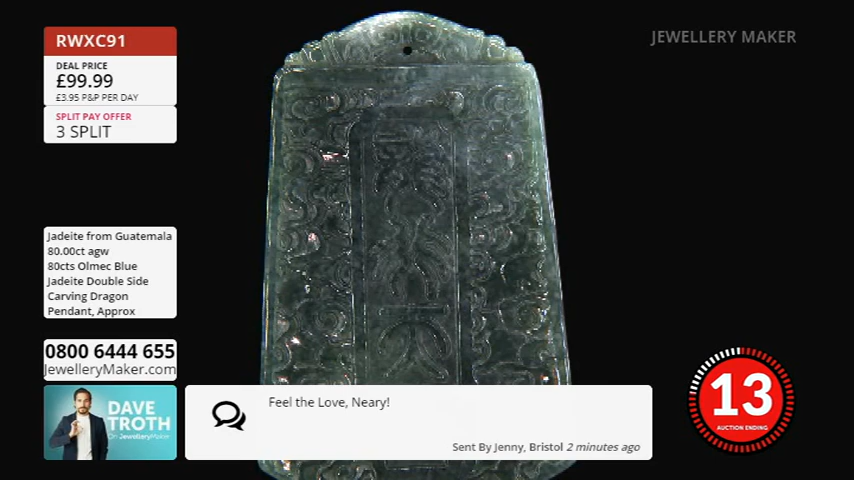 RWXC91
DEAL PRICE
£99.99
£3.95 P&P PER DAY
SPLIT PAY OFFER
3 SPLIT
JEWELLERY MAKER
Jadeite from Guatemala
80.00ct agw
80cts Olmec Blue
Jadeite Double Side
Carving Dragon
Pendant, Approx
0800 6444 655
JewelleryMaker.com
DAVE
TROTH
On JewelleryMaker
Feel the Love, Neary!
Sent By Jenny, Bristol 2 minutes ago
13
AUCTION ENDING